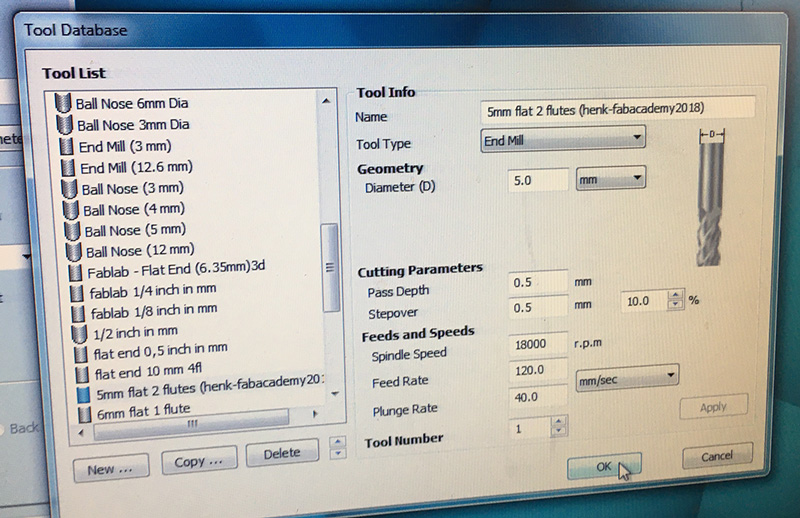 Tool Database
Tool List
Ball Nose 6mm Dia
Ball Nose 3mm Dia
End Mill (3 mm)
End Mill (12.6 mm)
Ball Nose (3 mm)
Ball Nose (4 mm)
Ball Nose (5 mm)
Ball Nose (12 mm)
Fablab - Flat End (6.35mm)3d
fablab 1/4 inch in mm
fablab 1/8 inch in mm
1/2 inch in mm
flat end 0,5 inch in mm
flat end 10 mm 4fl
5mm flat 2 flutes (henk-fabacademy201
6mm flat 1 flute
New ... Copy ... Delete
Tool Info
Name 5mm flat 2 flutes (henk-fabacademy2018)
Tool Type End Mill
D
Geometry
Diameter (D) 5.0 mm
Cutting Parameters
Pass Depth 0.5 mm
Stepover 0.5 mm 10.0 %
Feeds and Speeds
Spindle Speed 18000 r.p.m
Feed Rate 120.0 mm/sec
Plunge Rate 40.0
Tool Number 1
Apply
OK Cancel
Back